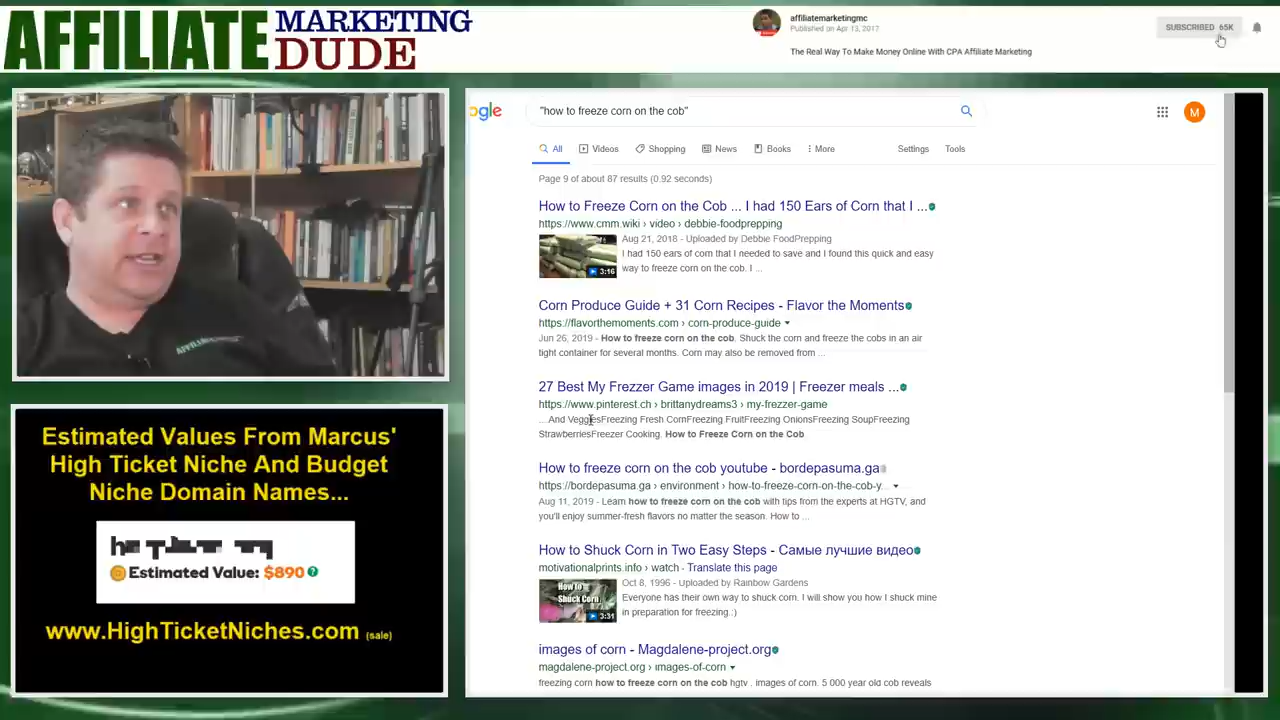 AFFILIATE MARKETING DUDE
affiliatemarketingmc
Published on Apr 13, 2017
SUBSCRIBED 65K
The Real Way To Make Money Online With CPA Affiliate Marketing
ogle
"how to freeze corn on the cob"
M
All Videos Shopping News Books More Settings Tools
Page 9 of about 87 results (0.92 seconds)
How to Freeze Corn on the Cob ... I had 150 Ears of Corn that I ...
https://www.cmm.wiki › video › debbie-foodprepping
3:16
Aug 21, 2018 - Uploaded by Debbie FoodPrepping
I had 150 ears of corn that I needed to save and I found this quick and easy
way to freeze corn on the cob. I ...
Corn Produce Guide + 31 Corn Recipes - Flavor the Moments
https://flavorthemoments.com › corn-produce-guide
Jun 26, 2019 - How to freeze corn on the cob. Shuck the corn and freeze the cobs in an air
tight container for several months. Corn may also be removed from ...
27 Best My Frezzer Game images in 2019 | Freezer meals ...
https://www.pinterest.ch › brittanydreams3 › my-frezzer-game
... And VeggiesFreezing Fresh CornFreezing FruitFreezing OnionsFreezing SoupFreezing
StrawberriesFreezer Cooking. How to Freeze Corn on the Cob
How to freeze corn on the cob youtube - bordepasuma.ga
https://bordepasuma.ga › environment › how-to-freeze-corn-on-the-cob-y...
Aug 11, 2019 - Learn how to freeze corn on the cob with tips from the experts at HGTV, and
you'll enjoy summer-fresh flavors no matter the season. How to ...
How to Shuck Corn in Two Easy Steps - Самые лучшие видео
motivationalprints.info › watch - Translate this page
How To
Shuck Corn
3:31
Oct 8, 1996 - Uploaded by Rainbow Gardens
Everyone has their own way to shuck corn. I will show you how I shuck mine
in preparation for freezing.:)
images of corn - Magdalene-project.org
magdalene-project.org › images-of-corn
freezing corn how to freeze corn on the cob hgtv . images of corn. 5 000 year old cob reveals
Estimated Values From Marcus'
High Ticket Niche And Budget
Niche Domain Names...
Estimated Value: $890
www.HighTicketNiches.com (sale)